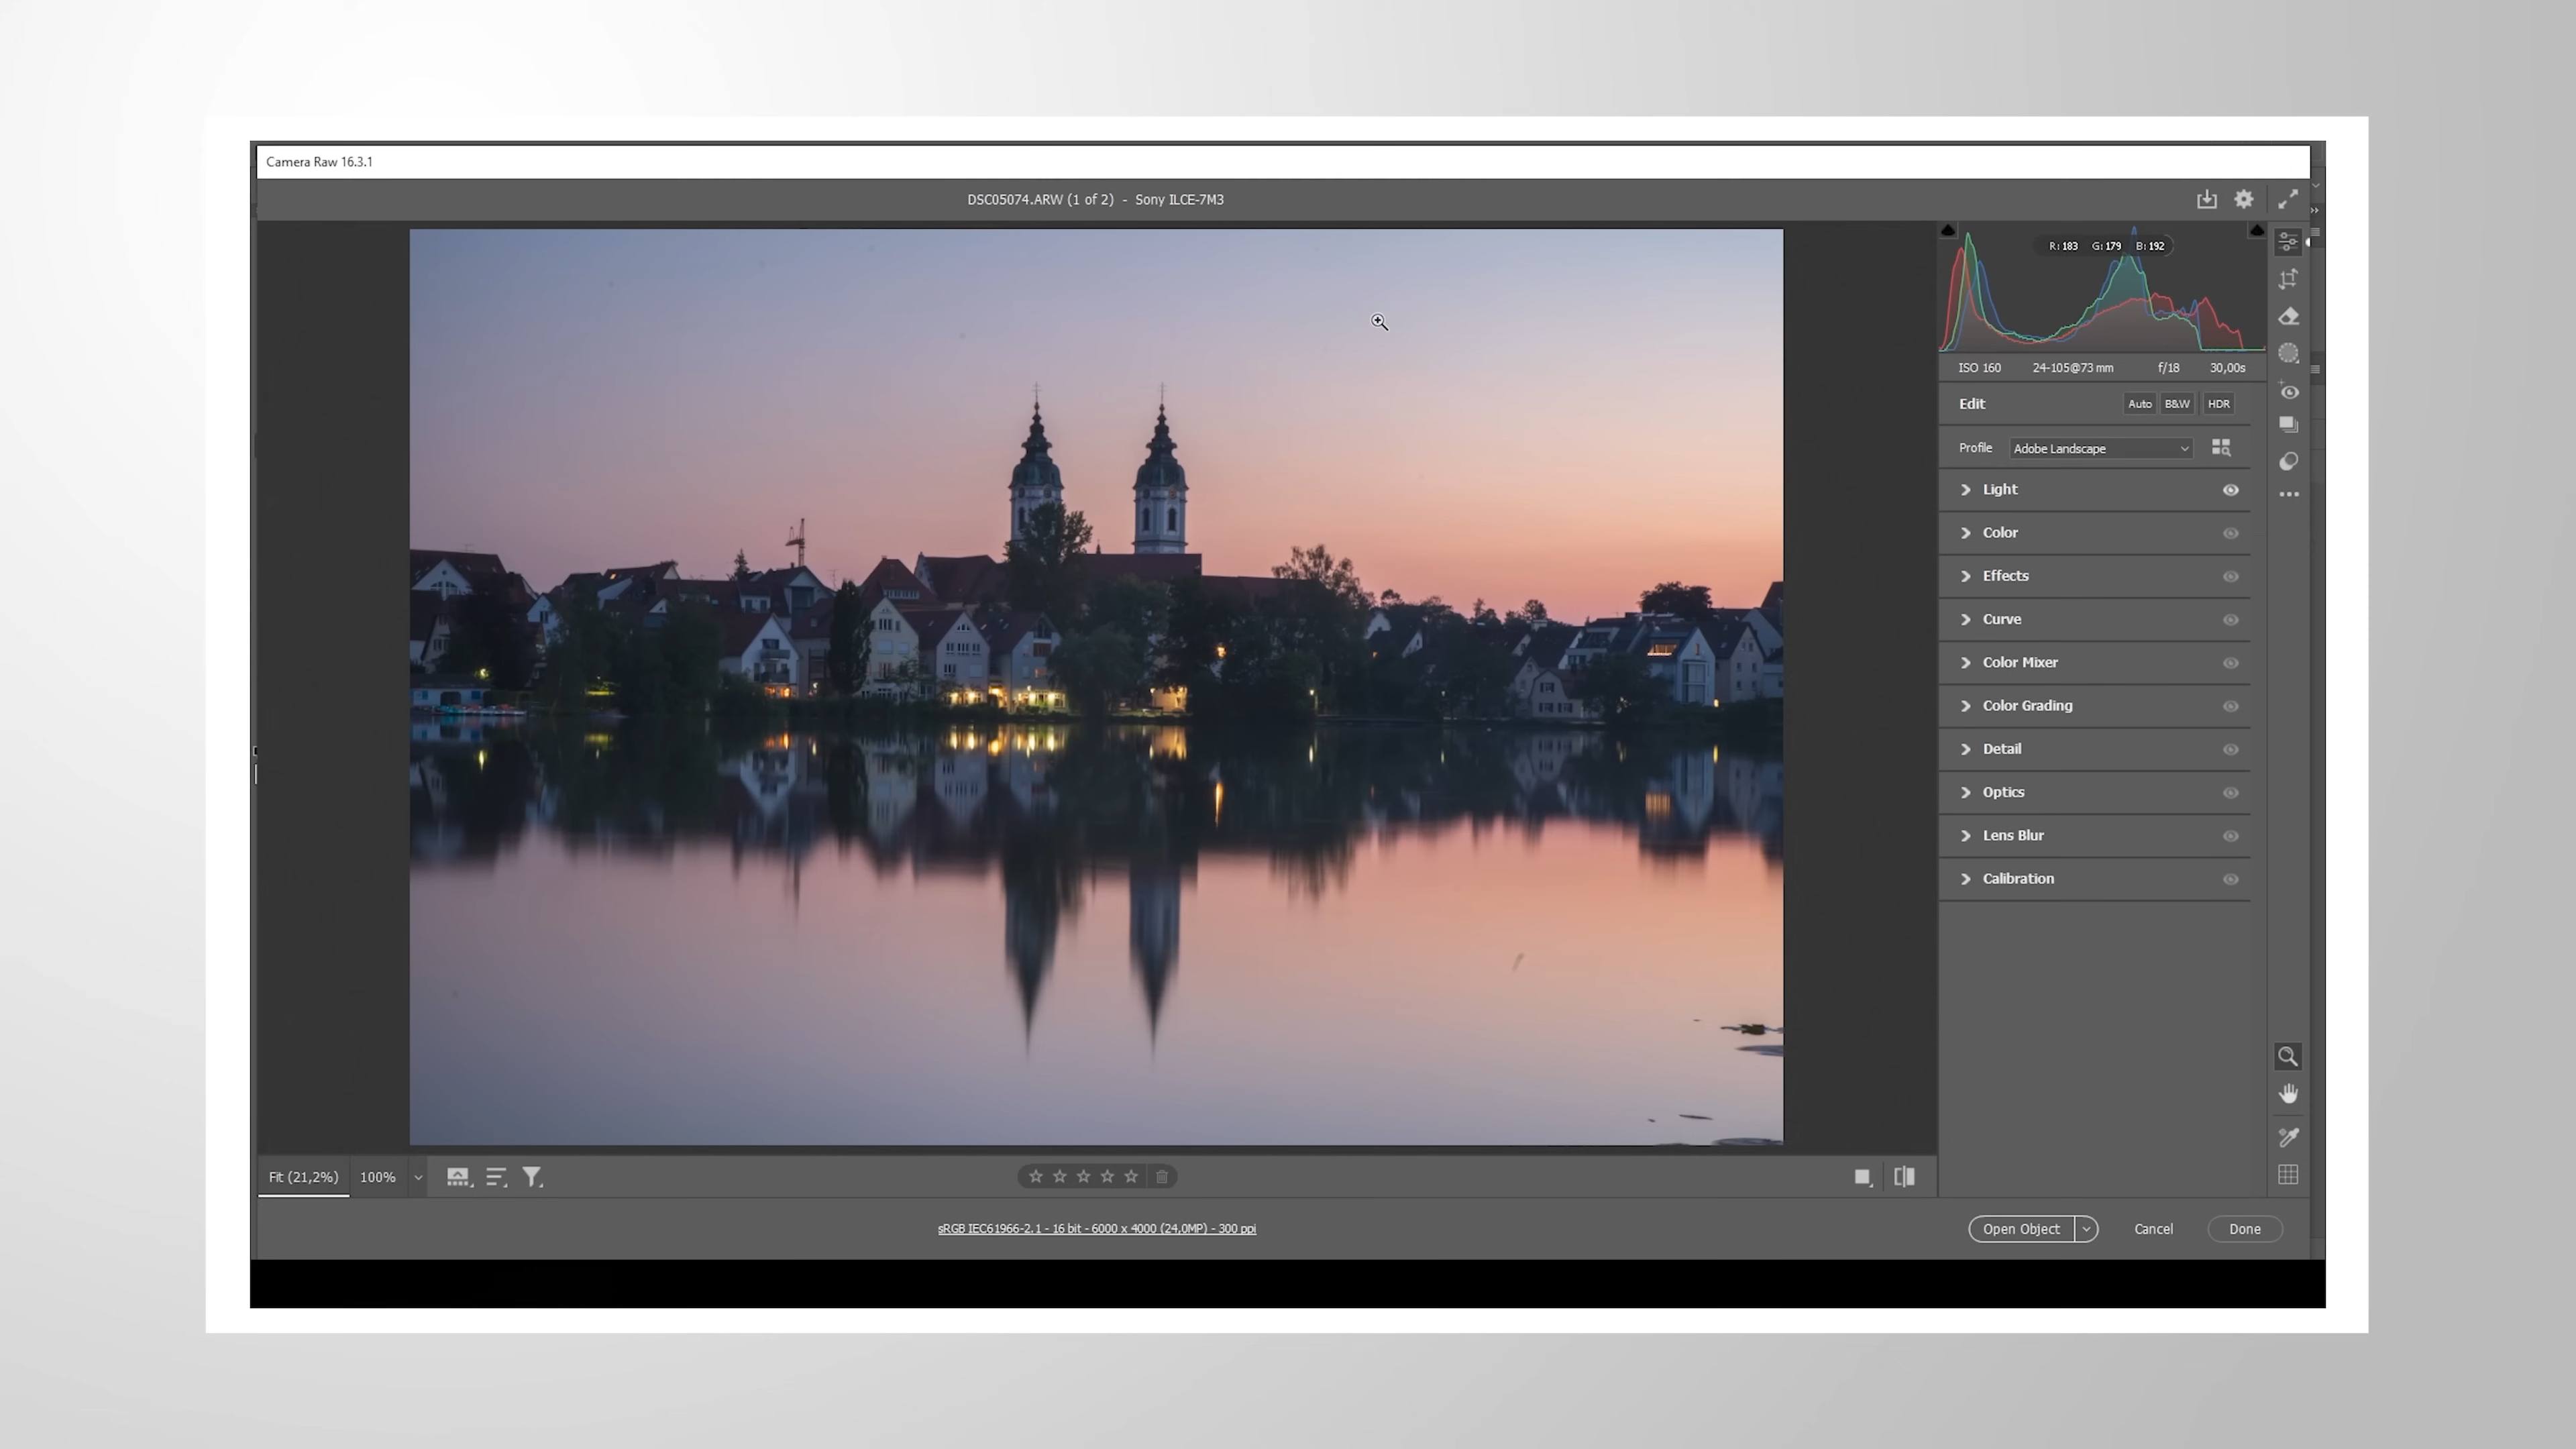 Camera Raw 16.3.1
DSC05074.ARW (1 of 2) - Sony ILCE-7M3
R: 183 G: 179 B: 192
ISO 160 24-105@73 mm f/18 30,00s
Edit Auto B&W HDR
Profile Adobe Landscape
Light
Color
Effects
Curve
Color Mixer
Color Grading
Detail
Optics
Lens Blur
Calibration
Fit (21,2%) 100%
sRGB IEC61966-2.1 - 16 bit - 6000 x 4000 (24,0MP) - 300 ppi
Open Object Cancel Done